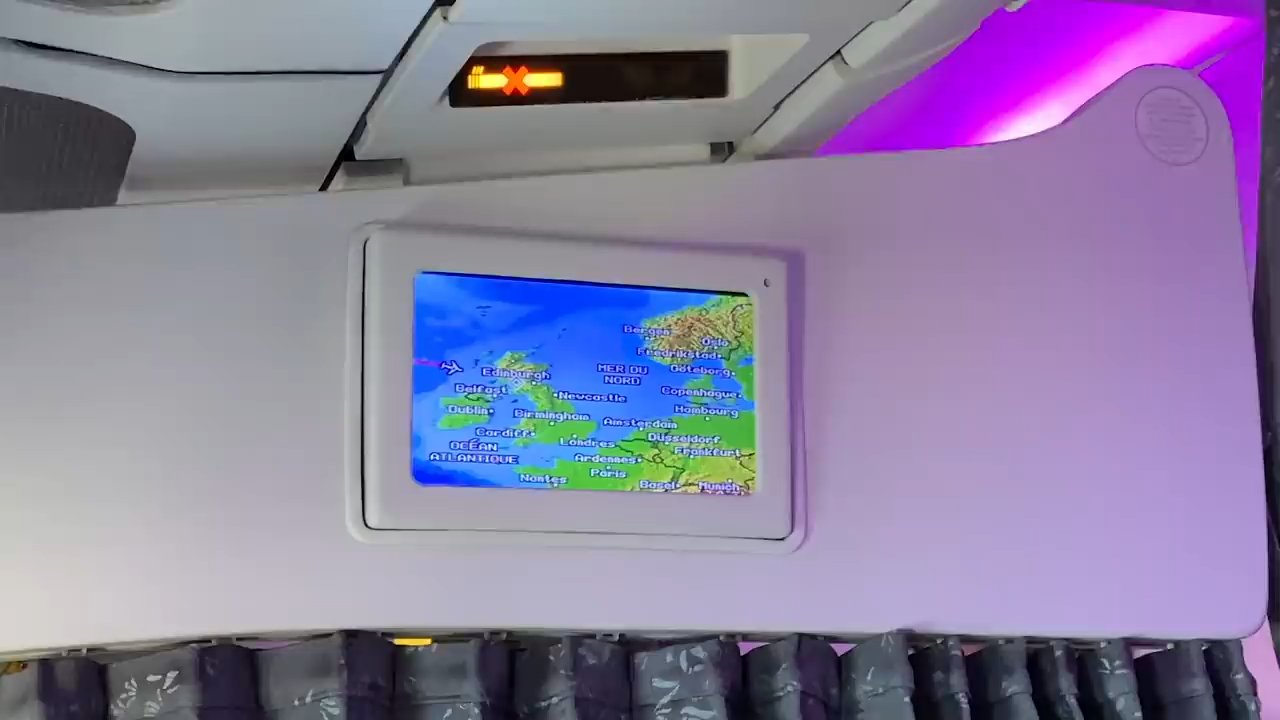 Bergen
Oslo
Fredrikstad
MER DU
NORD
Göteborg
Edinburgh
Belfast
Newcastle
Copenhague
Dublin
Birmingham
Hambourg
Amsterdam
Cardiff
Londres
Düsseldorf
OCÉAN
ATLANTIQUE
Ardennes
Frankfurt
Paris
Nantes
Basel
Munich